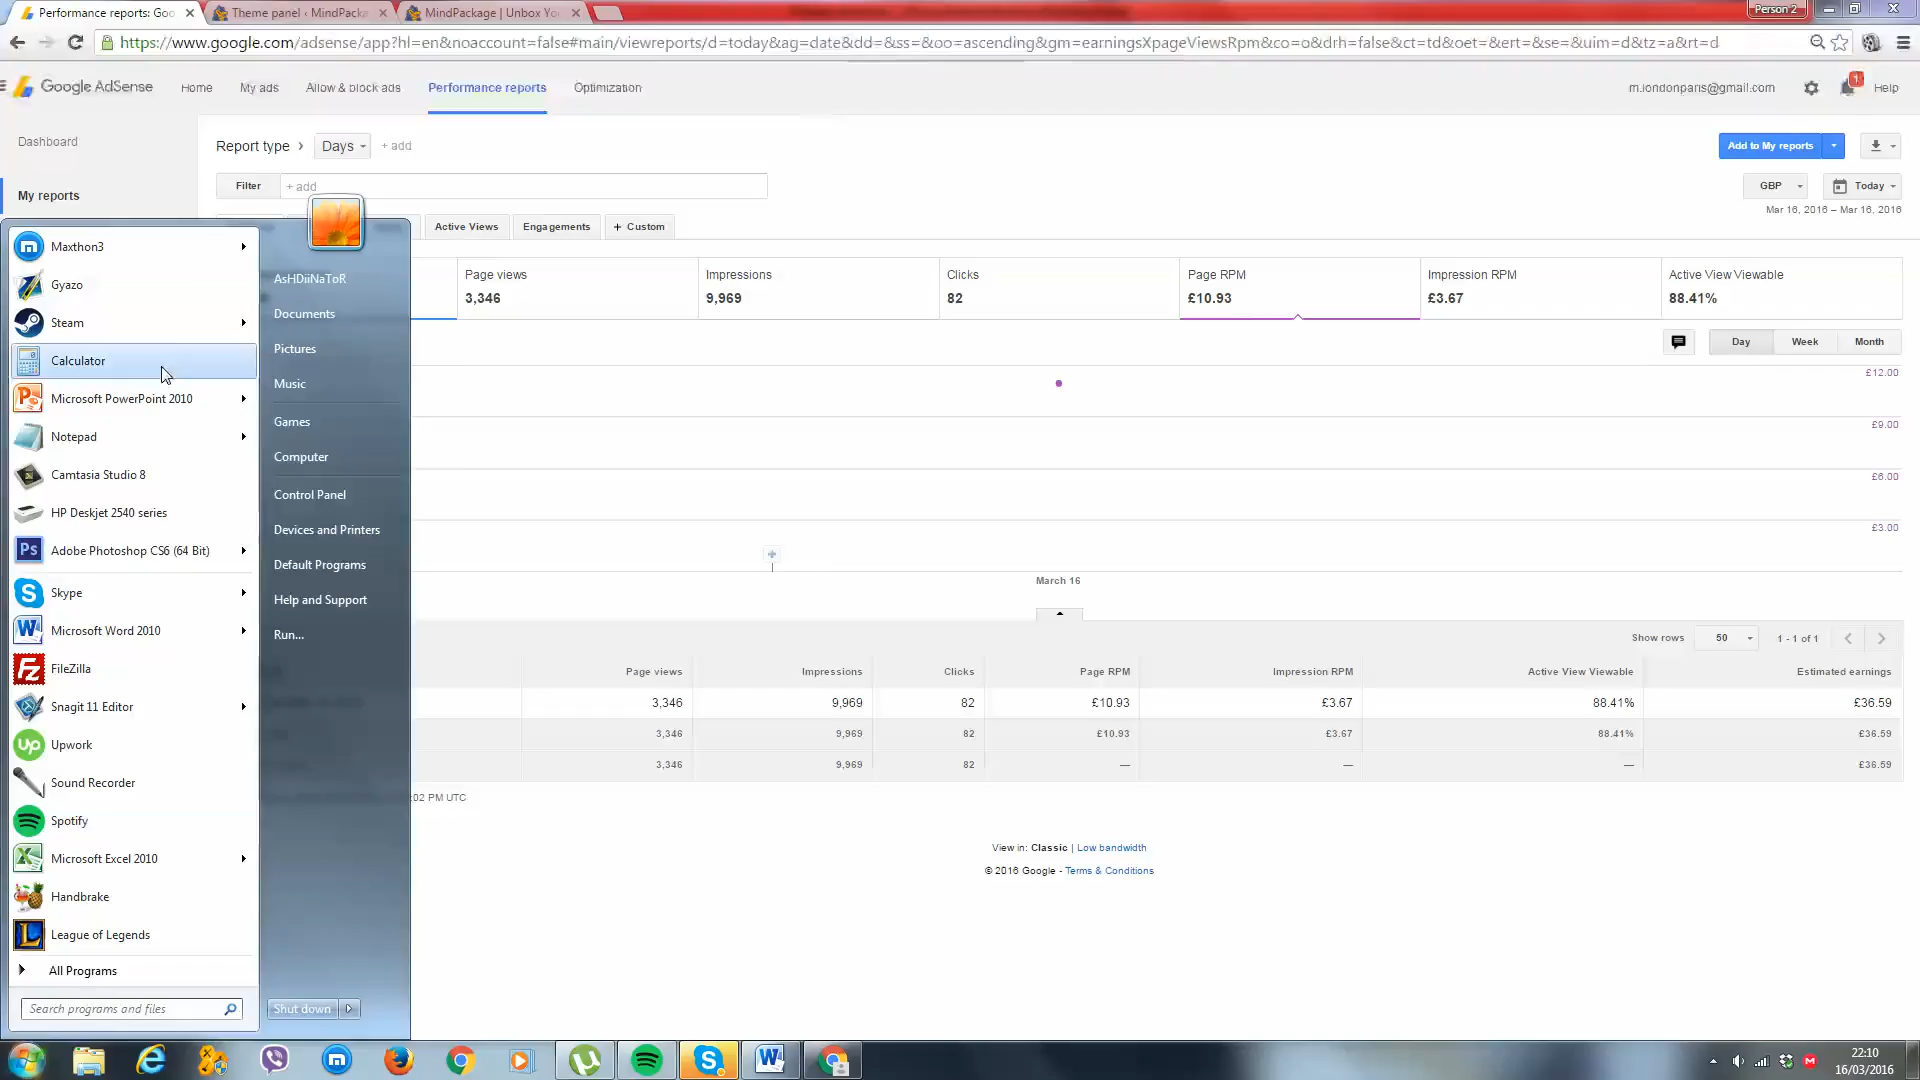 Performance reports: Goo
Theme panel ‹ MindPacka
MindPackage | Unbox Yo
Person 2
https://www.google.com/adsense/app?hl=en&noaccount=false#main/viewreports/d=today&ag=date&dd=&ss=&oo=ascending&gm=earningsXpageViewsRpm&co=o&drh=false&ct=td&oet=&ert=&se=&uim=d&tz=a&rt=d
Google AdSense
Home
My ads
Allow & block ads
Performance reports
Optimization
m.londonparis@gmail.com
1
Help
Dashboard
My reports
Report type ›
Days
+ add
Add to My reports
Filter
+ add
GBP
Today
Mar 16, 2016 – Mar 16, 2016
Active Views
Engagements
+ Custom
Page views
3,346
Impressions
9,969
Clicks
82
Page RPM
£10.93
Impression RPM
£3.67
Active View Viewable
88.41%
Day
Week
Month
£12.00
£9.00
£6.00
£3.00
March 16
Show rows
50
1 - 1 of 1
Page views
Impressions
Clicks
Page RPM
Impression RPM
Active View Viewable
Estimated earnings
3,346 9,969 82 £10.93 £3.67 88.41% £36.59
3,346 9,969 82 £10.93 £3.67 88.41% £36.59
3,346 9,969 82 — — — £36.59
:02 PM UTC
View in: Classic | Low bandwidth
© 2016 Google - Terms & Conditions
Maxthon3
Gyazo
Steam
Calculator
Microsoft PowerPoint 2010
Notepad
Camtasia Studio 8
HP Deskjet 2540 series
Adobe Photoshop CS6 (64 Bit)
Skype
Microsoft Word 2010
FileZilla
Snagit 11 Editor
Upwork
Sound Recorder
Spotify
Microsoft Excel 2010
Handbrake
League of Legends
All Programs
Search programs and files
AsHDiiNaToR
Documents
Pictures
Music
Games
Computer
Control Panel
Devices and Printers
Default Programs
Help and Support
Run...
Shut down
22:10
16/03/2016